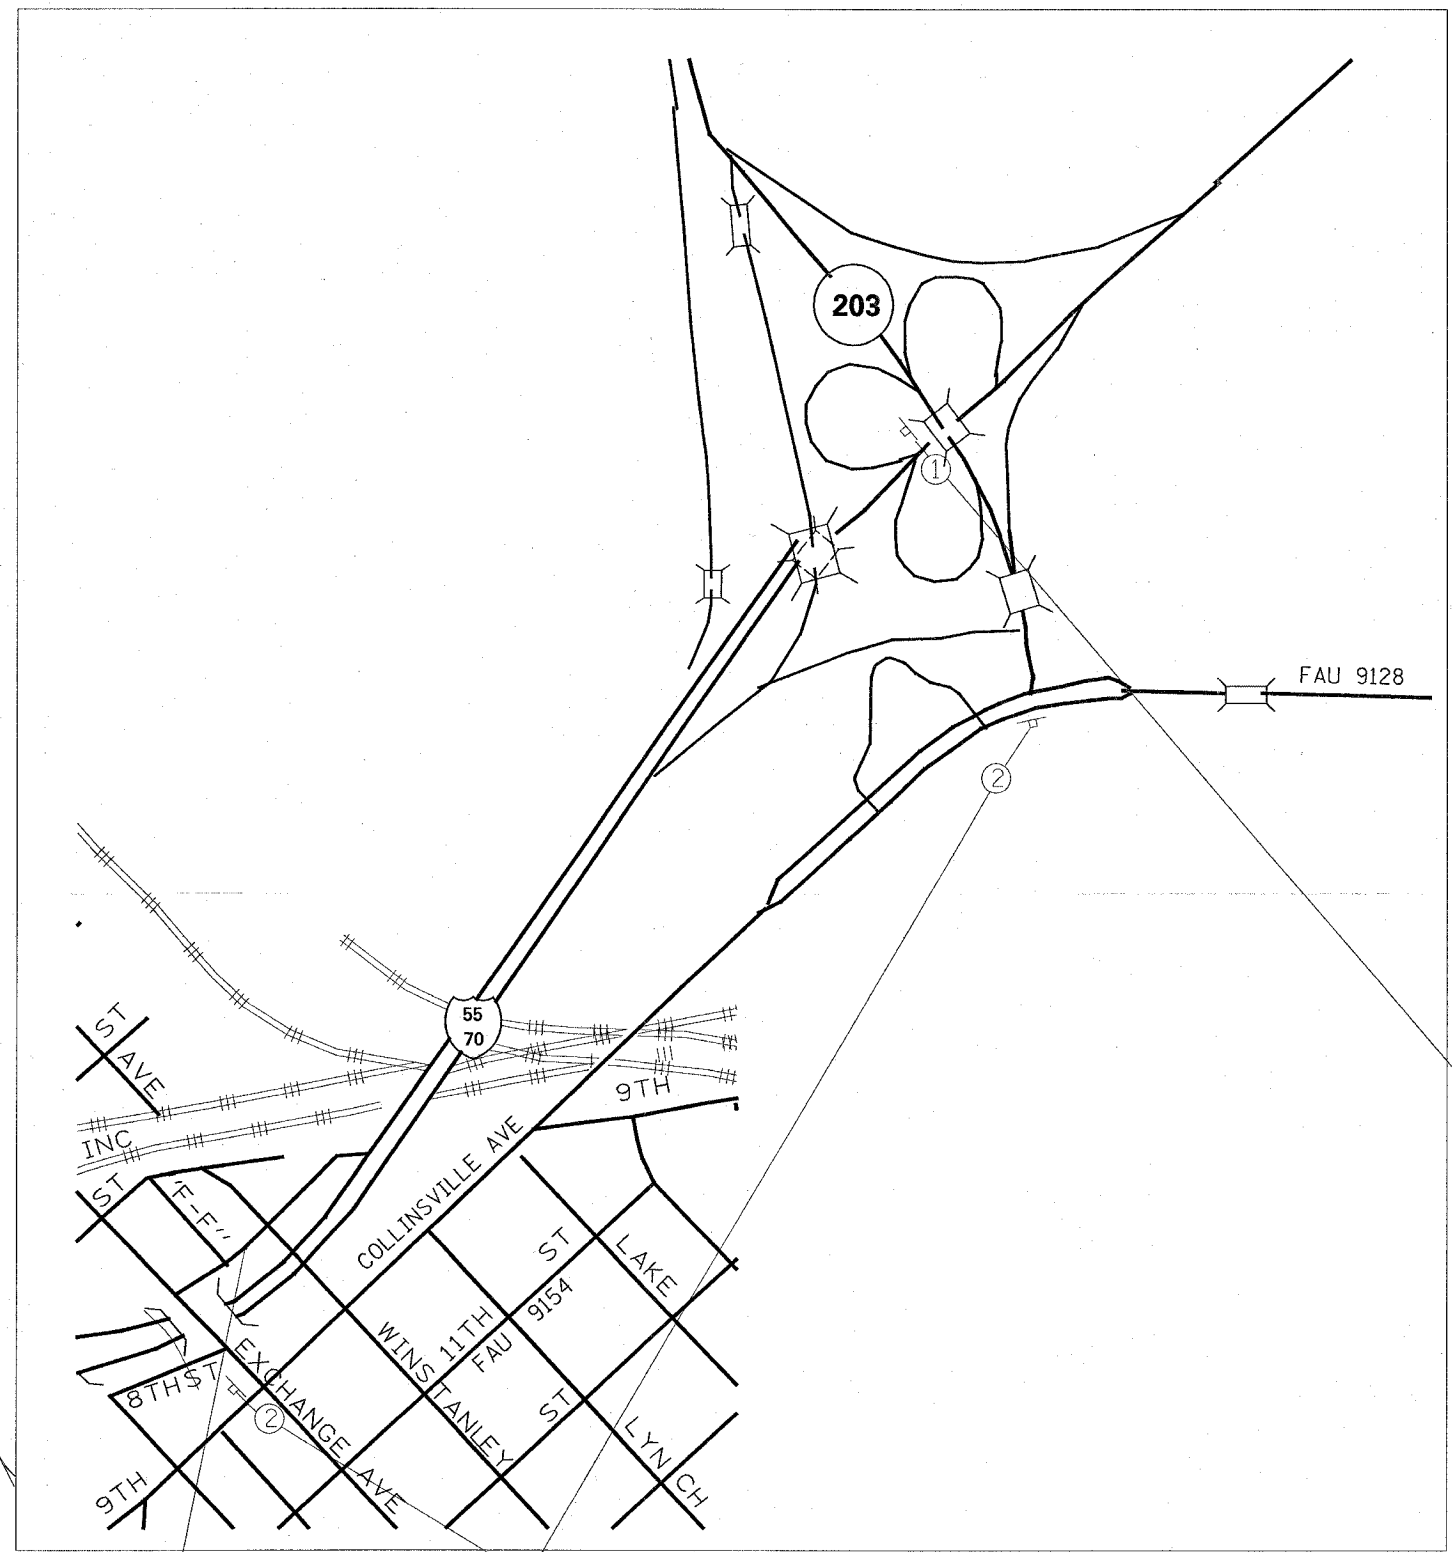 203
1
FAU 9128
2
55
70
ST
AVE
9TH
INC
COLLINSVILLE AVE
ST
"F-F"
ST
LAKE
9154
11TH
FAU
WINSTANLEY
EXCHANGE AVE
8TH ST
ST
2
LYNCH
9TH